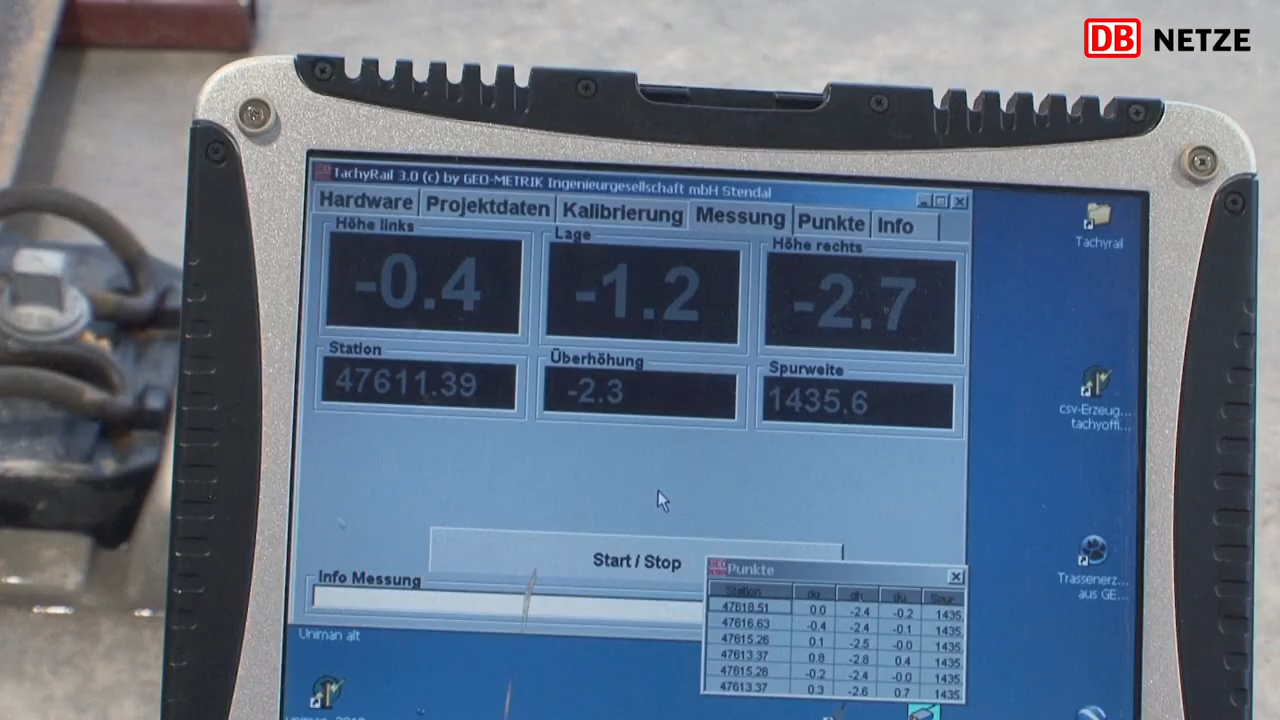 DB NETZE
TachyRail 3.0 (c) by GEO-METRIK Ingenieurgesellschaft mbH Stendal
Hardware Projektdaten Kalibrierung Messung Punkte Info
Höhe links Lage Höhe rechts
-0.4 -1.2 -2.7
Station Überhöhung Spurweite
47611.39 -2.3 1435.6
Start / Stop
Info Messung
Punkte
Station
47618.51 0.0 -2.4 -0.2 1435.
47616.63 -0.4 -2.4 -0.1 1435.
47615.26 0.1 -2.5 -0.0 1435.
47613.37 0.8 -2.8 0.4 1435.
47615.28 -0.2 -2.4 -0.0 1435.
47613.37 0.3 -2.6 0.7 1435.
Tachyrail
csv-Erzeug...
tachyoffi...
Trassenerz...
aus GE...
Uniman alt